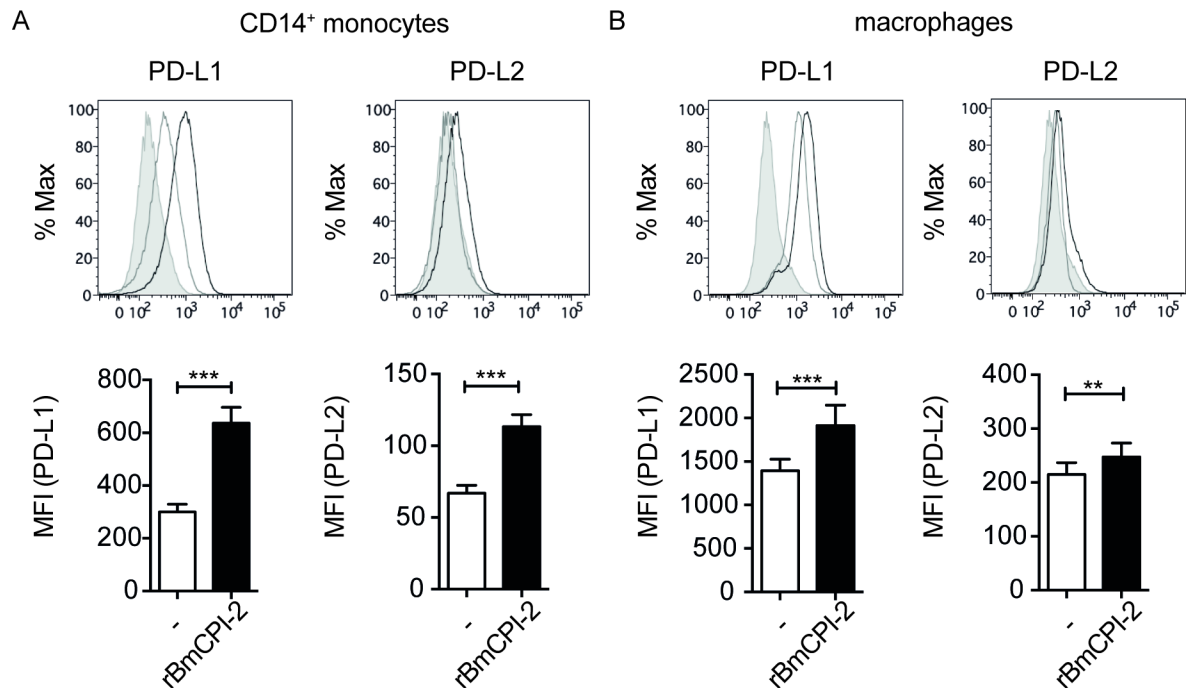 A
CD14⁺ monocytes
B
macrophages
PD-L1
PD-L2
PD-L1
PD-L2
% Max
100
80
60
40
20
0
0 10² 10³ 10⁴ 10⁵
% Max
100
80
60
40
20
0
0 10² 10³ 10⁴ 10⁵
% Max
100
80
60
40
20
0
0 10² 10³ 10⁴ 10⁵
% Max
100
80
60
40
20
0
0 10² 10³ 10⁴ 10⁵
MFI (PD-L1)
800
600
400
200
0
***
-
rBmCPI-2
MFI (PD-L2)
150
100
50
0
***
-
rBmCPI-2
MFI (PD-L1)
2500
2000
1500
1000
500
0
***
-
rBmCPI-2
MFI (PD-L2)
400
300
200
100
0
**
-
rBmCPI-2